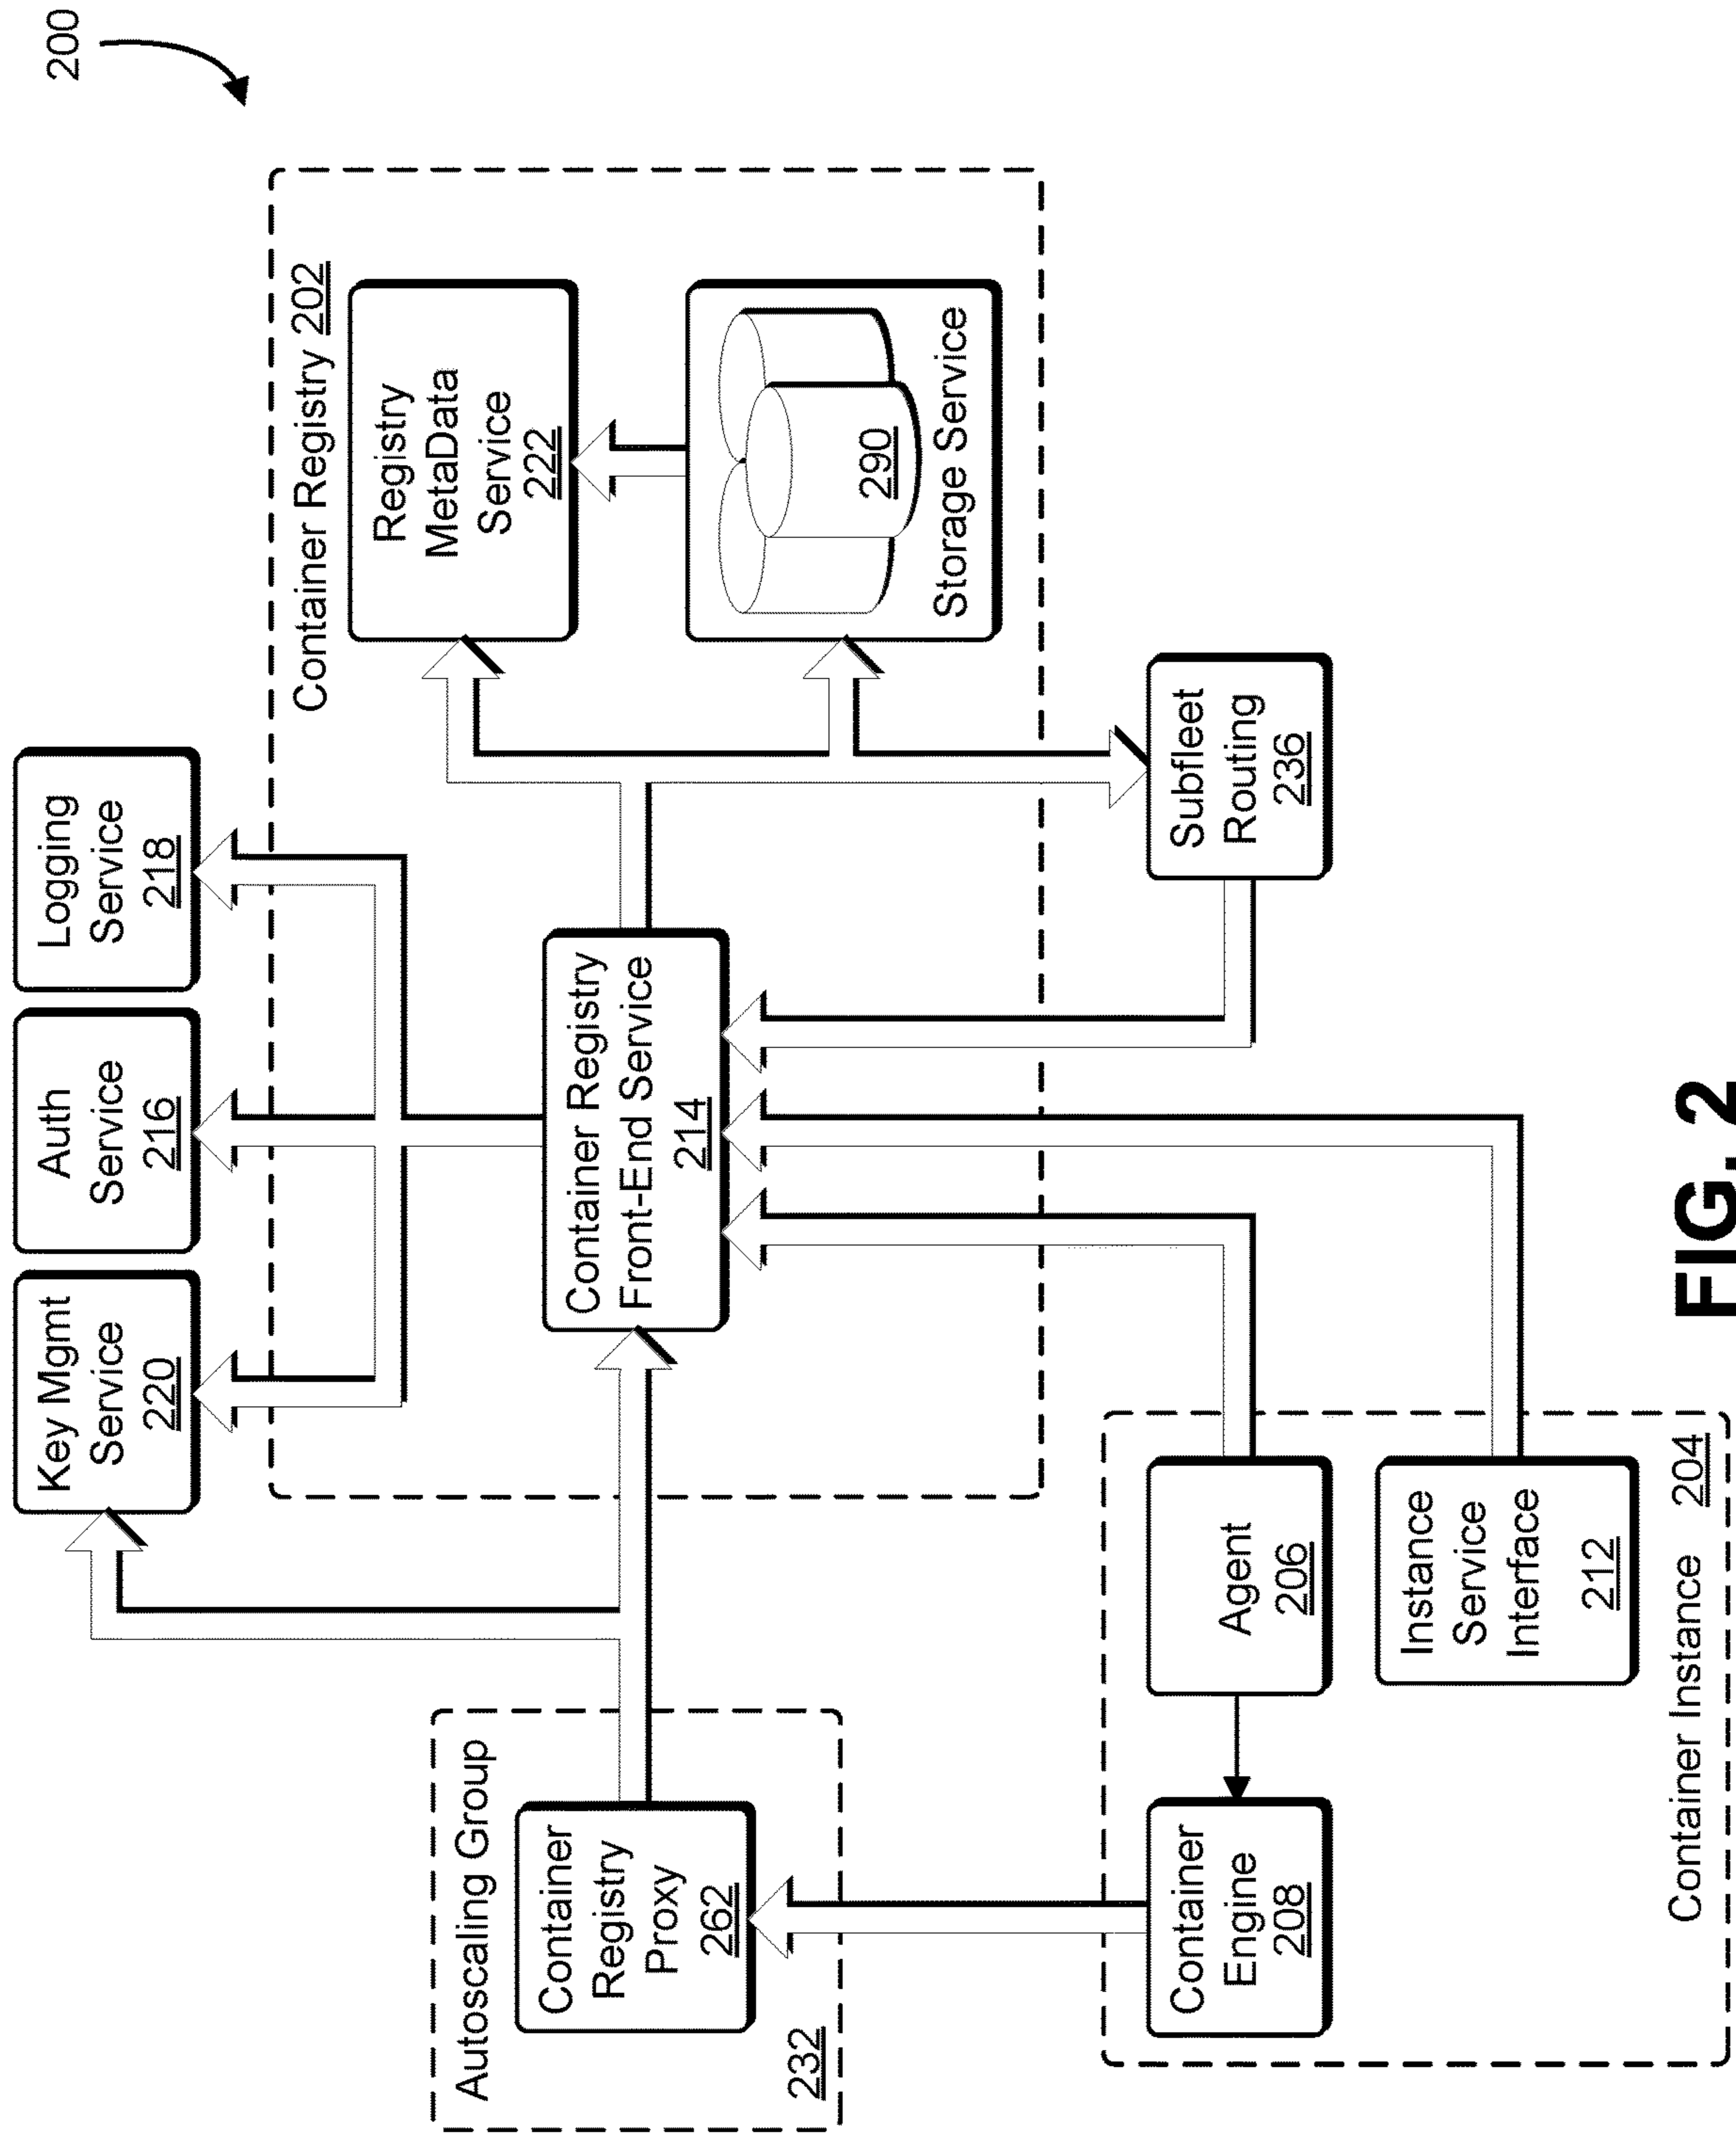 200
Key Mgmt
Service
220
Auth
Service
216
Logging
Service
218
Container Registry 202
Registry
MetaData
Service
222
290
Storage Service
Container Registry
Front-End Service
214
Autoscaling Group
Container
Registry
Proxy
262
232
Subfleet
Routing
236
Container
Engine
208
Agent
206
Instance
Service
Interface
212
Container Instance 204
FIG. 2